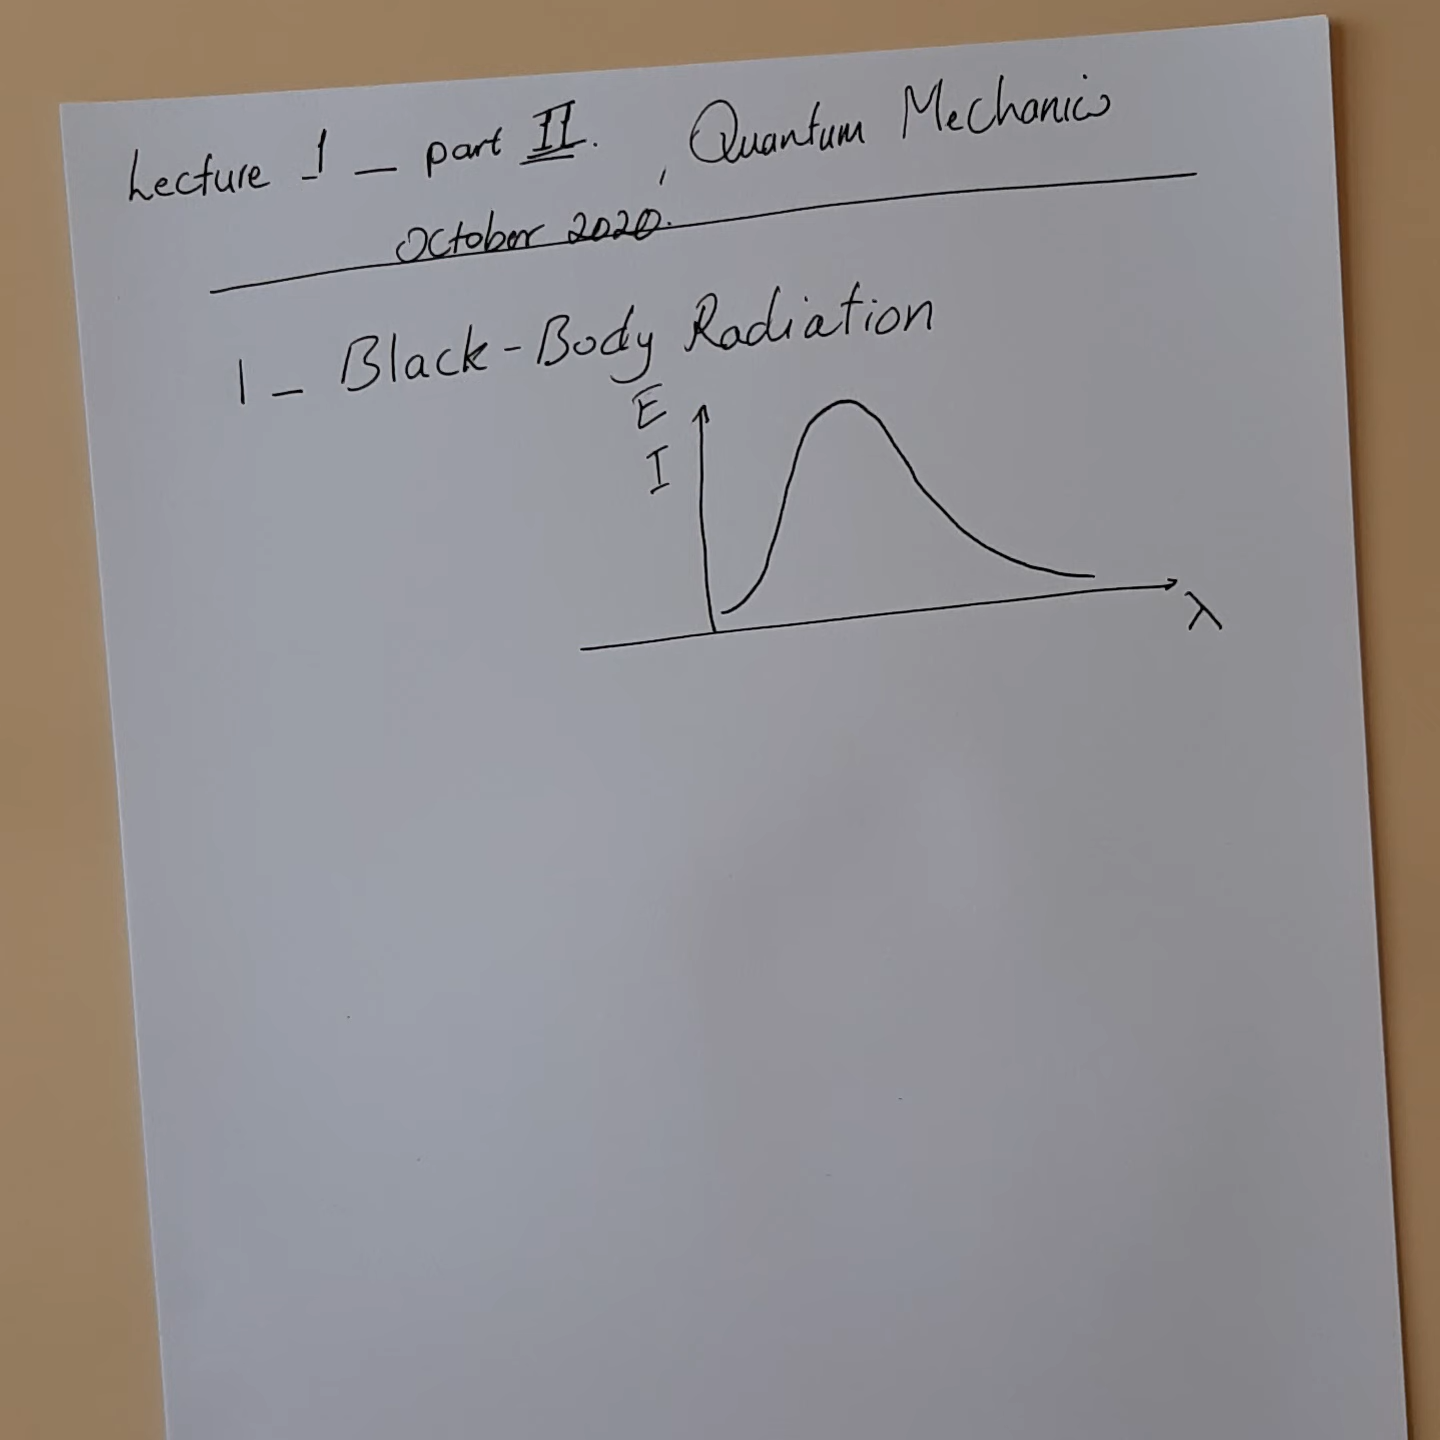 Lecture 1 – part II. , Quantum Mechanics
October 2020.
1 – Black-Body Radiation
E
I
λ